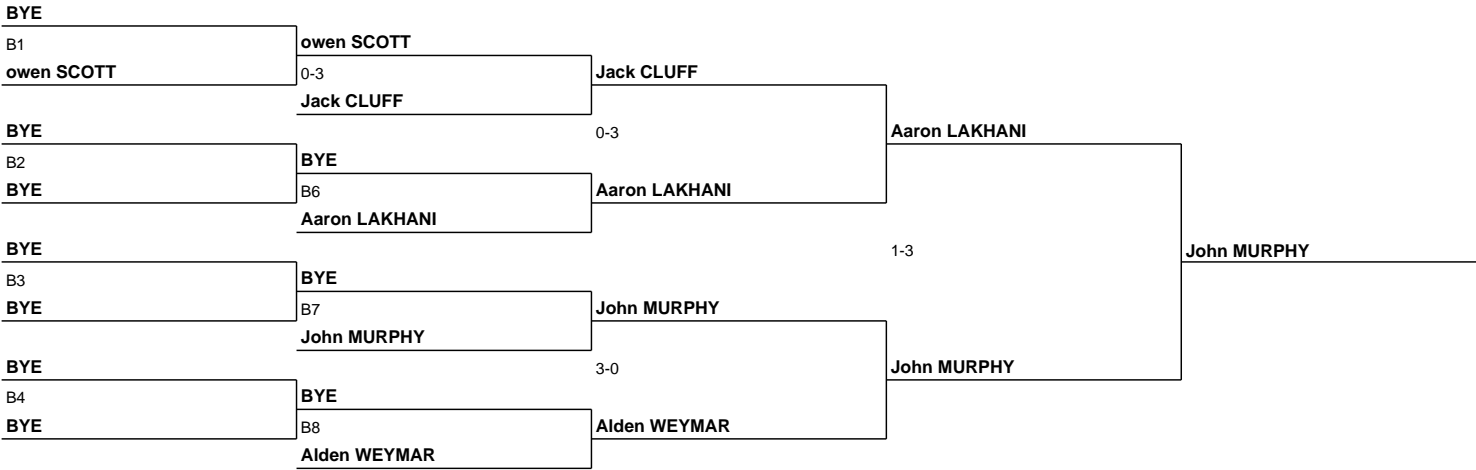 BYE
B1
owen SCOTT
owen SCOTT
0-3
Jack CLUFF
Jack CLUFF
BYE
B2
BYE
BYE
B6
Aaron LAKHANI
0-3
Aaron LAKHANI
Aaron LAKHANI
BYE
B3
BYE
BYE
B7
John MURPHY
John MURPHY
1-3
John MURPHY
BYE
B4
BYE
BYE
B8
Alden WEYMAR
3-0
Alden WEYMAR
John MURPHY